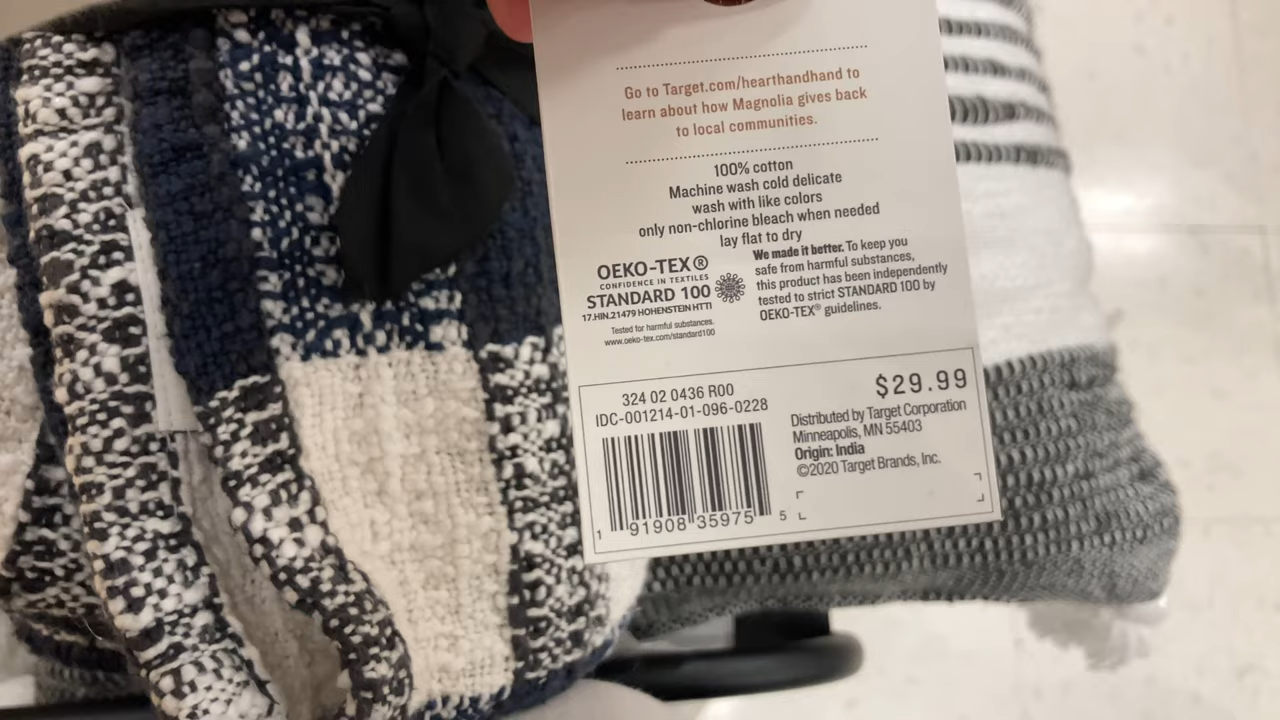 Go to Target.com/hearthandhand to
learn about how Magnolia gives back
to local communities.
100% cotton
Machine wash cold delicate
wash with like colors
only non-chlorine bleach when needed
lay flat to dry
OEKO-TEX®
CONFIDENCE IN TEXTILES
STANDARD 100
17.HIN.21479 HOHENSTEIN HTTI
Tested for harmful substances.
www.oeko-tex.com/standard100
We made it better. To keep you
safe from harmful substances,
this product has been independently
tested to strict STANDARD 100 by
OEKO-TEX® guidelines.
324 02 0436 R00
IDC-001214-01-096-0228
1 91908 35975 5
$29.99
Distributed by Target Corporation
Minneapolis, MN 55403
Origin: India
©2020 Target Brands, Inc.